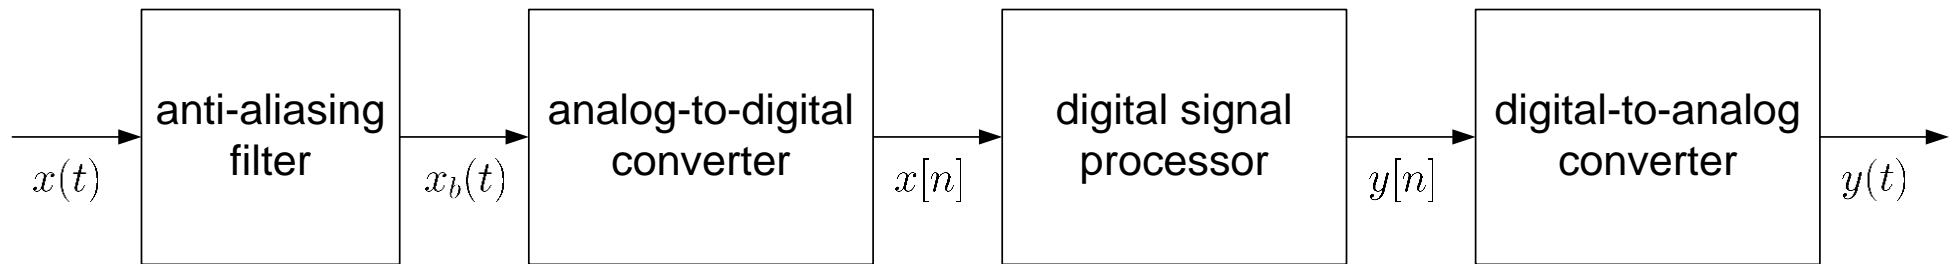 anti-aliasing
filter
analog-to-digital
converter
digital signal
processor
digital-to-analog
converter
x(t)
x_b(t)
x[n]
y[n]
y(t)